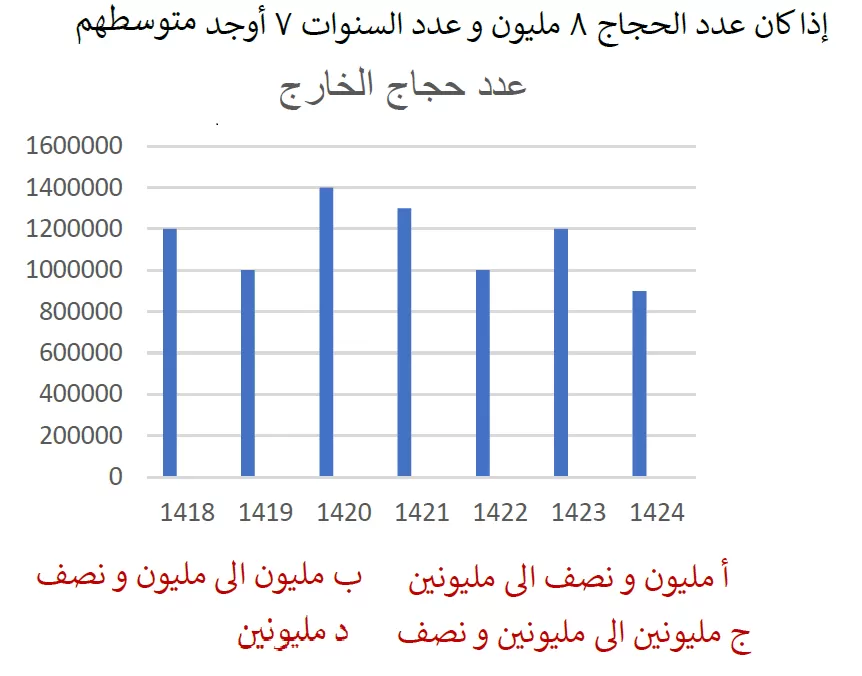 إذا كان عدد الحجاج ٨ مليون و عدد السنوات ٧ أوجد متوسطهم
عدد حجاج الخارج
1600000
1400000
1200000
1000000
800000
600000
400000
200000
0
1418 1419 1420 1421 1422 1423 1424
أ مليون و نصف الى مليونين ب مليون الى مليون و نصف
ج مليونين الى مليونين و نصف د مليونين